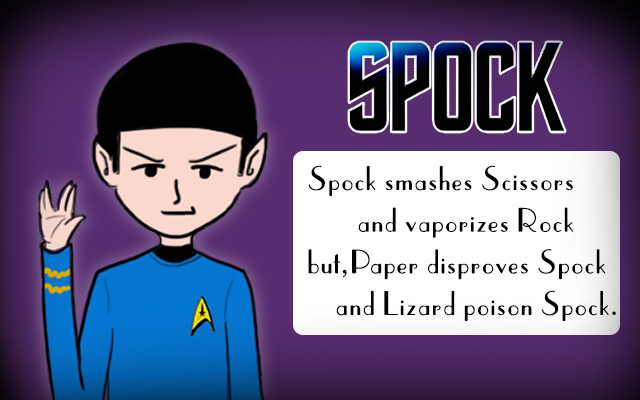 SPOCK
Spock smashes Scissors
and vaporizes Rock
but,Paper disproves Spock
and Lizard poison Spock.